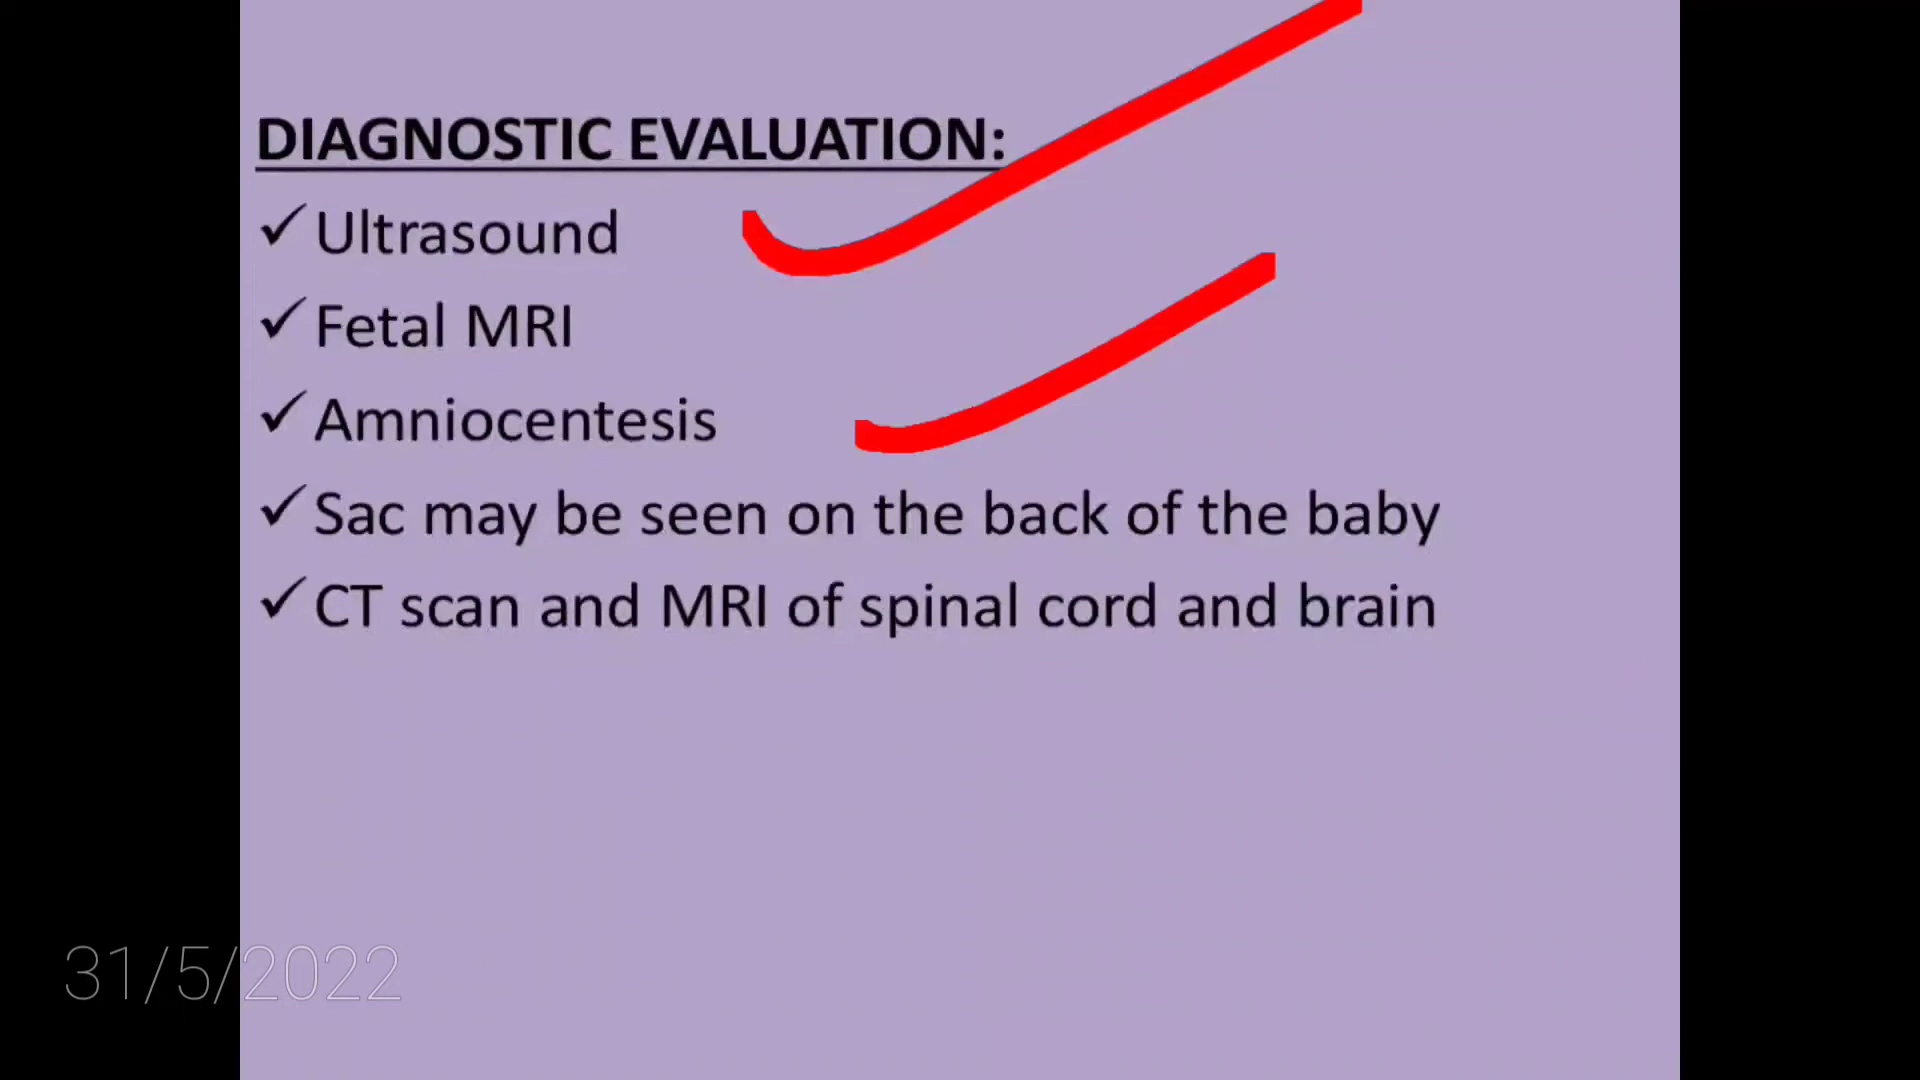 DIAGNOSTIC EVALUATION:
✓ Ultrasound
✓ Fetal MRI
✓ Amniocentesis
✓ Sac may be seen on the back of the baby
✓ CT scan and MRI of spinal cord and brain
31/5/2022